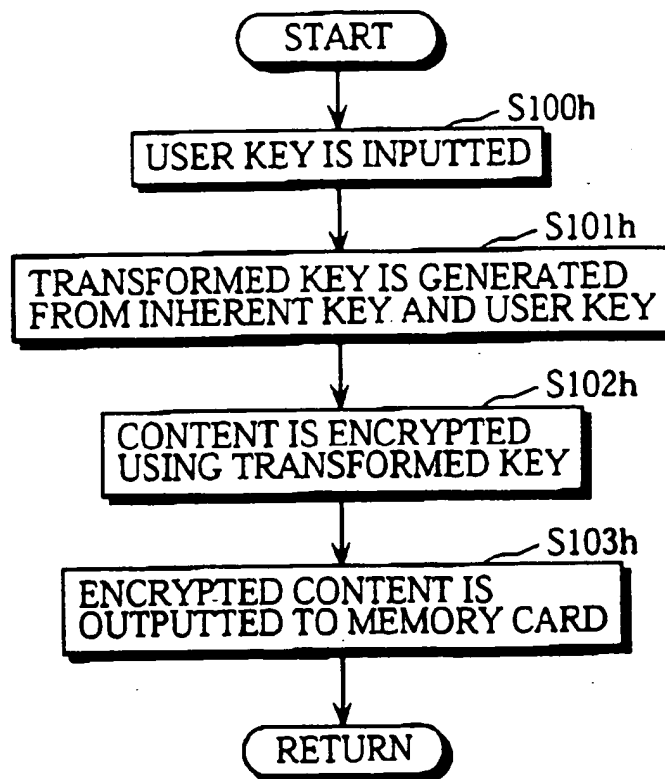 START
S100h
USER KEY IS INPUTTED
S101h
TRANSFORMED KEY IS GENERATED
FROM INHERENT KEY AND USER KEY
S102h
CONTENT IS ENCRYPTED
USING TRANSFORMED KEY
S103h
ENCRYPTED CONTENT IS
OUTPUTTED TO MEMORY CARD
RETURN